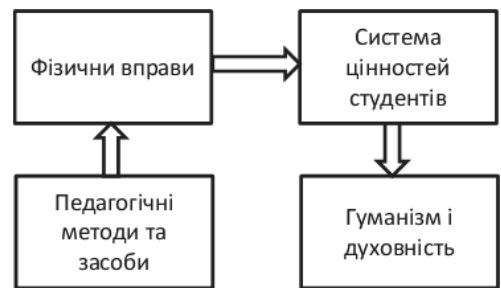 Фізични вправи
Система
цінностей
студентів
Педагогічні
методи та
засоби
Гуманізм і
духовність